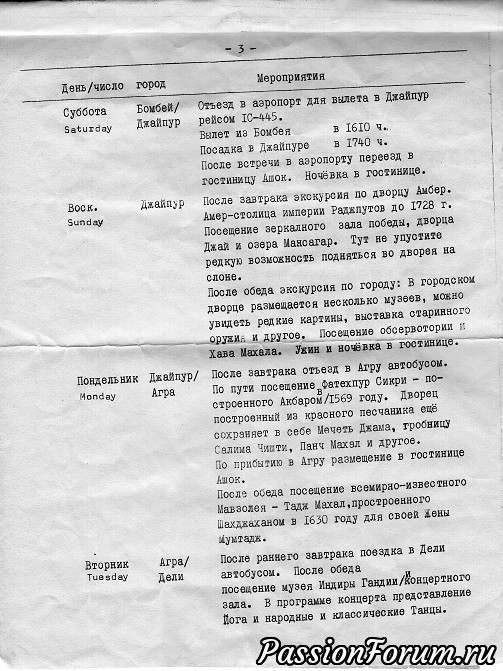 - 3 -
День/число город Мероприятия
Суббота Бомбей/ Отъезд в аэропорт для вылета в Джайпур
Saturday Джайпур рейсом IC-445.
Вылет из Бомбея в 1610 ч.
Посадка в Джайпуре в 1740 ч.
После встречи в аэропорту переезд в
гостиницу Ашок. Ночёвка в гостинице.
Воск. Джайпур После завтрака экскурсия по дворцу Амбер.
Sunday Амер-столица империи Раджпутов до 1728 г.
Посещение зеркалного зала победы, дворца
Джай и озера Мансагар. Тут не упустите
редкую возможность подняться во дворея на
слоне.
После обеда экскурсия по городу: В городском
дворце размещается несколько музеев, можно
увидеть редкие картины, выставка старинного
оружия и другое. Посещение обсервотории и
Хава Махала. Ужин и ночёвка в гостинице.
Пондельник Джайпур/ После завтрака отъезд в Агру автобусом.
Monday Агра По пути посещение фатехпур Сикри - по-
строенного Акбаром/в 1569 году. Дворец
построенный из красного песчаника ещё
сохраняет в себе Мечеть Джама, гробницу
Салима Чишти, Панч Махал и другое.
По прибытию в Агру размещение в гостинице
Ашок.
После обеда посещение всемирно-известного
Мавзолея - Тадж Махал,простроенного
Шахджаханом в 1630 году для своей Жены
Мумтадж.
Вторник Агра/ После раннего завтрака поездка в Дели
Tuesday Дели автобусом. После обеда
посещение музея Индиры Гандии/и концертного
зала. В программе концерта представление
Йога и народные и классические Танцы.
PassionForum.ru